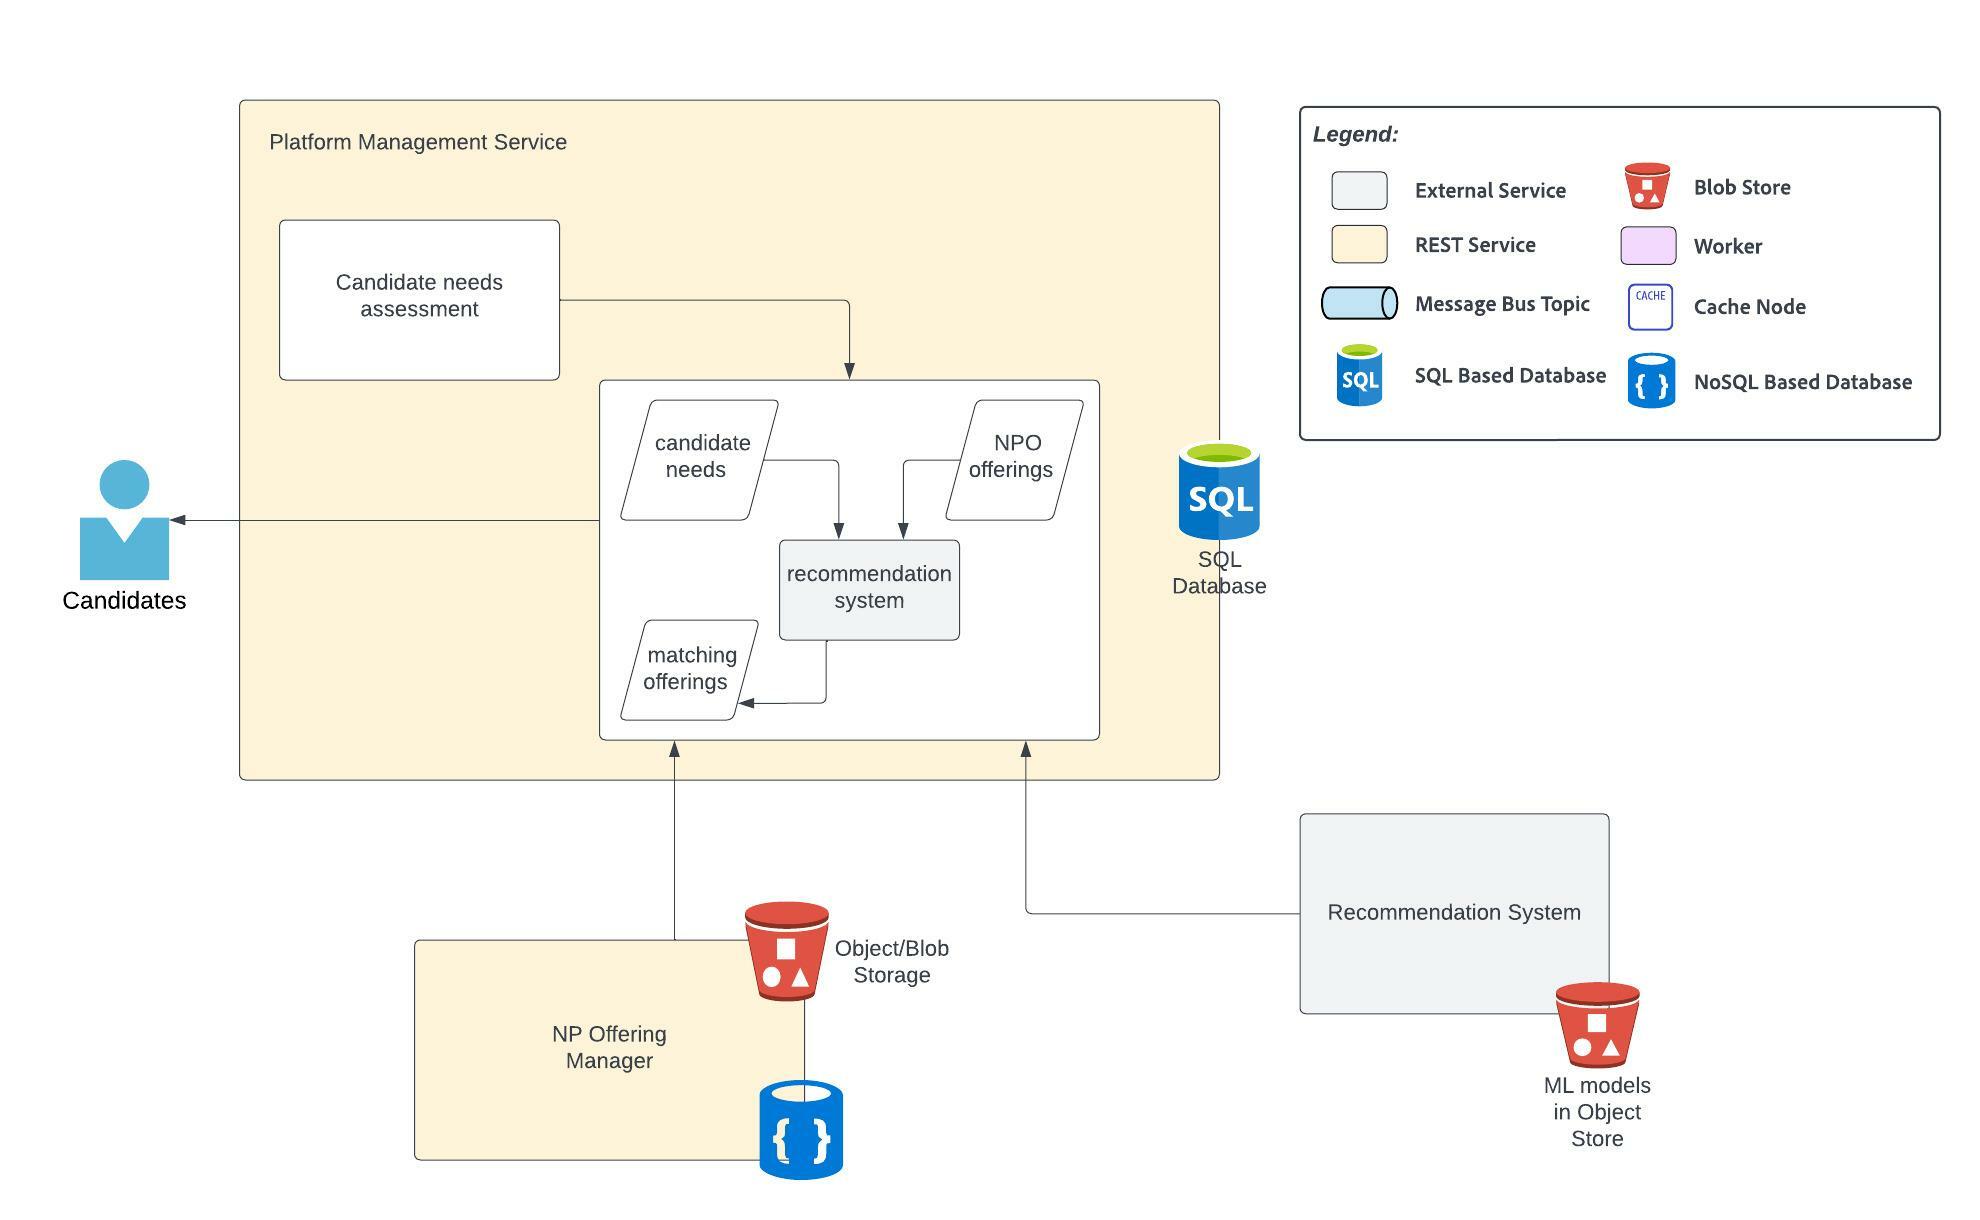 Platform Management Service
Candidate needs
assessment
candidate
needs
NPO
offerings
recommendation
system
matching
offerings
Candidates
SQL
SQL
Database
Legend:
External Service
Blob Store
REST Service
Worker
Message Bus Topic
CACHE
Cache Node
SQL
SQL Based Database
{ }
NoSQL Based Database
NP Offering
Manager
Object/Blob
Storage
{ }
Recommendation System
ML models
in Object
Store